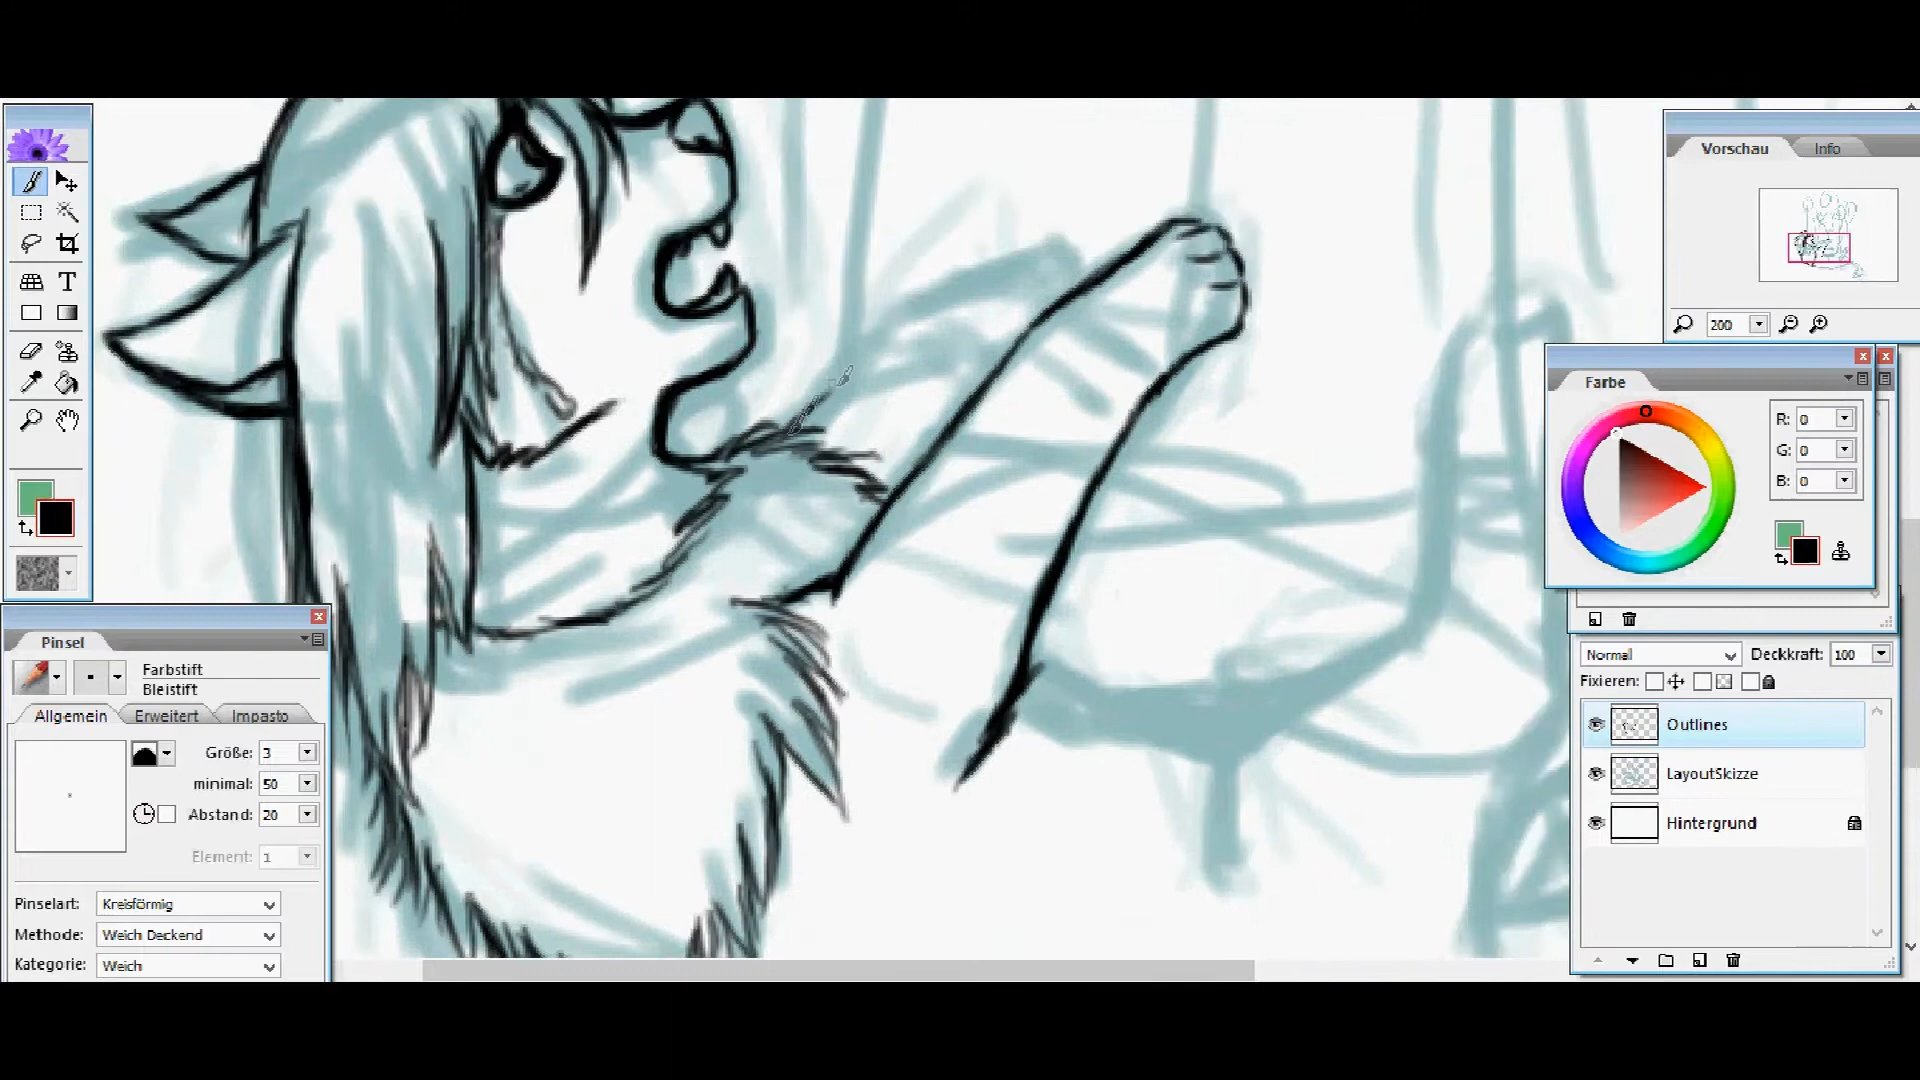 Vorschau Info
200
Farbe
R: 0
G: 0
B: 0
T
Pinsel
Farbstift
Bleistift
Allgemein Erweitert Impasto
Größe: 3
minimal: 50
Abstand: 20
Element: 1
Pinselart: Kreisförmig
Methode: Weich Deckend
Kategorie: Weich
Normal Deckkraft: 100
Fixieren:
Outlines
LayoutSkizze
Hintergrund